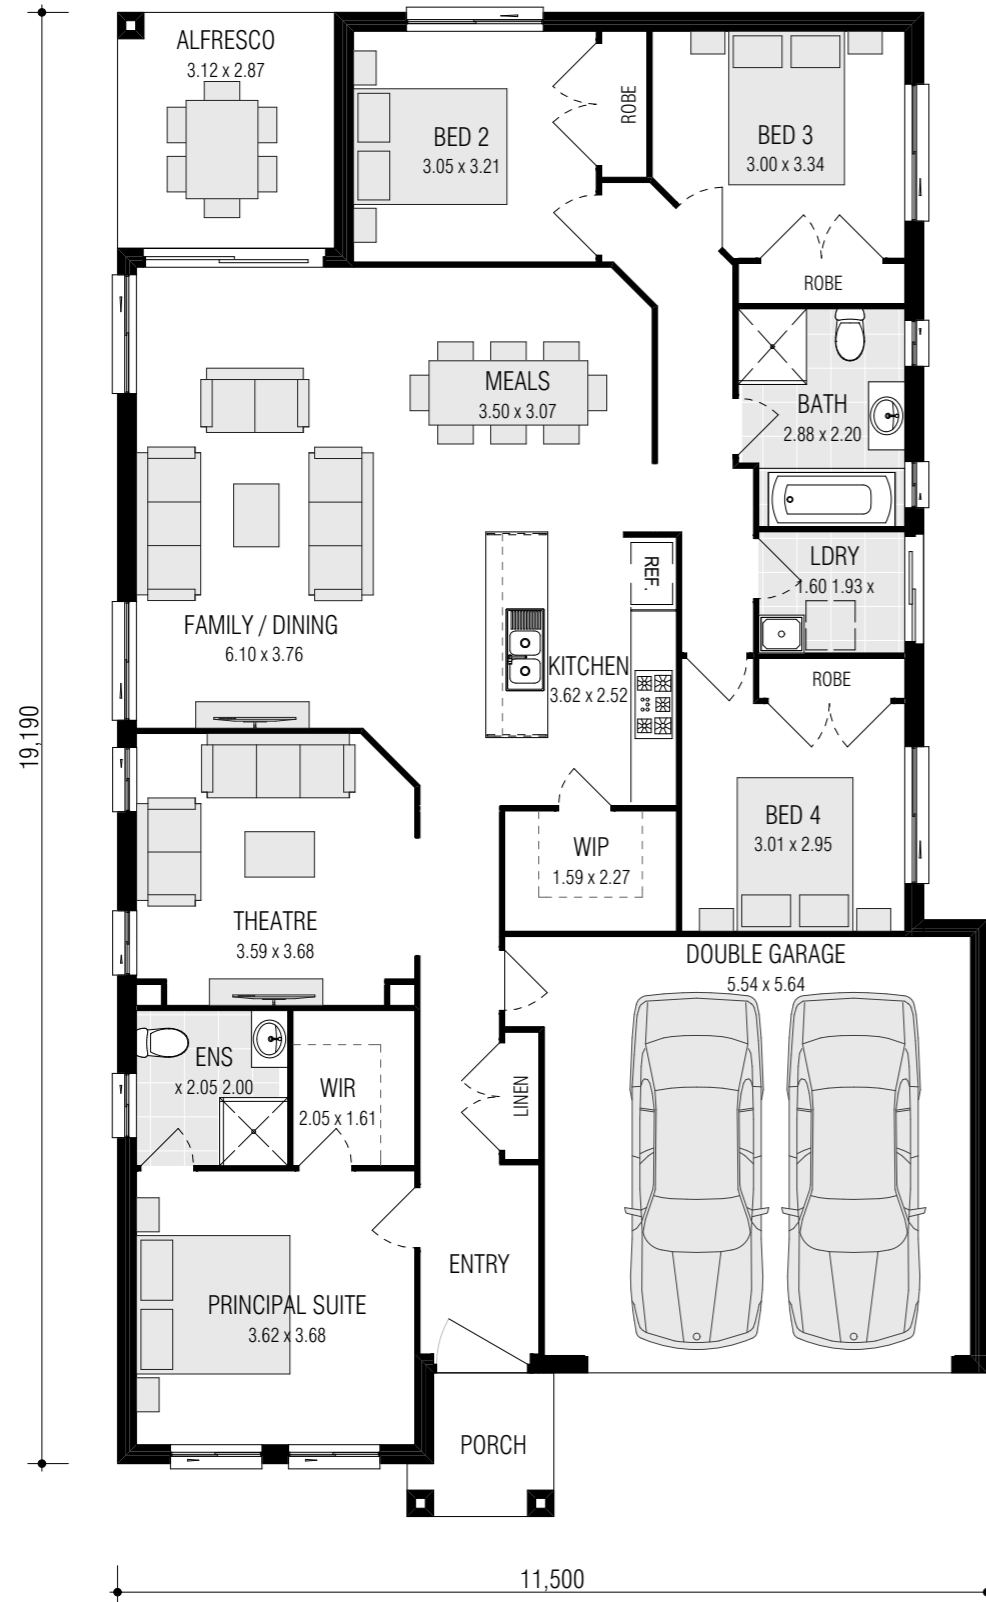 ALFRESCO
3.12 x 2.87
BED 2
3.05 x 3.21
ROBE
BED 3
3.00 x 3.34
ROBE
MEALS
3.50 x 3.07
BATH
2.88 x 2.20
REF.
LDRY
1.60 1.93 x
FAMILY / DINING
6.10 x 3.76
KITCHEN
3.62 x 2.52
ROBE
19,190
BED 4
3.01 x 2.95
WIP
1.59 x 2.27
THEATRE
3.59 x 3.68
DOUBLE GARAGE
5.54 x 5.64
ENS
x 2.05 2.00
WIR
2.05 x 1.61
LINEN
ENTRY
PRINCIPAL SUITE
3.62 x 3.68
PORCH
11,500